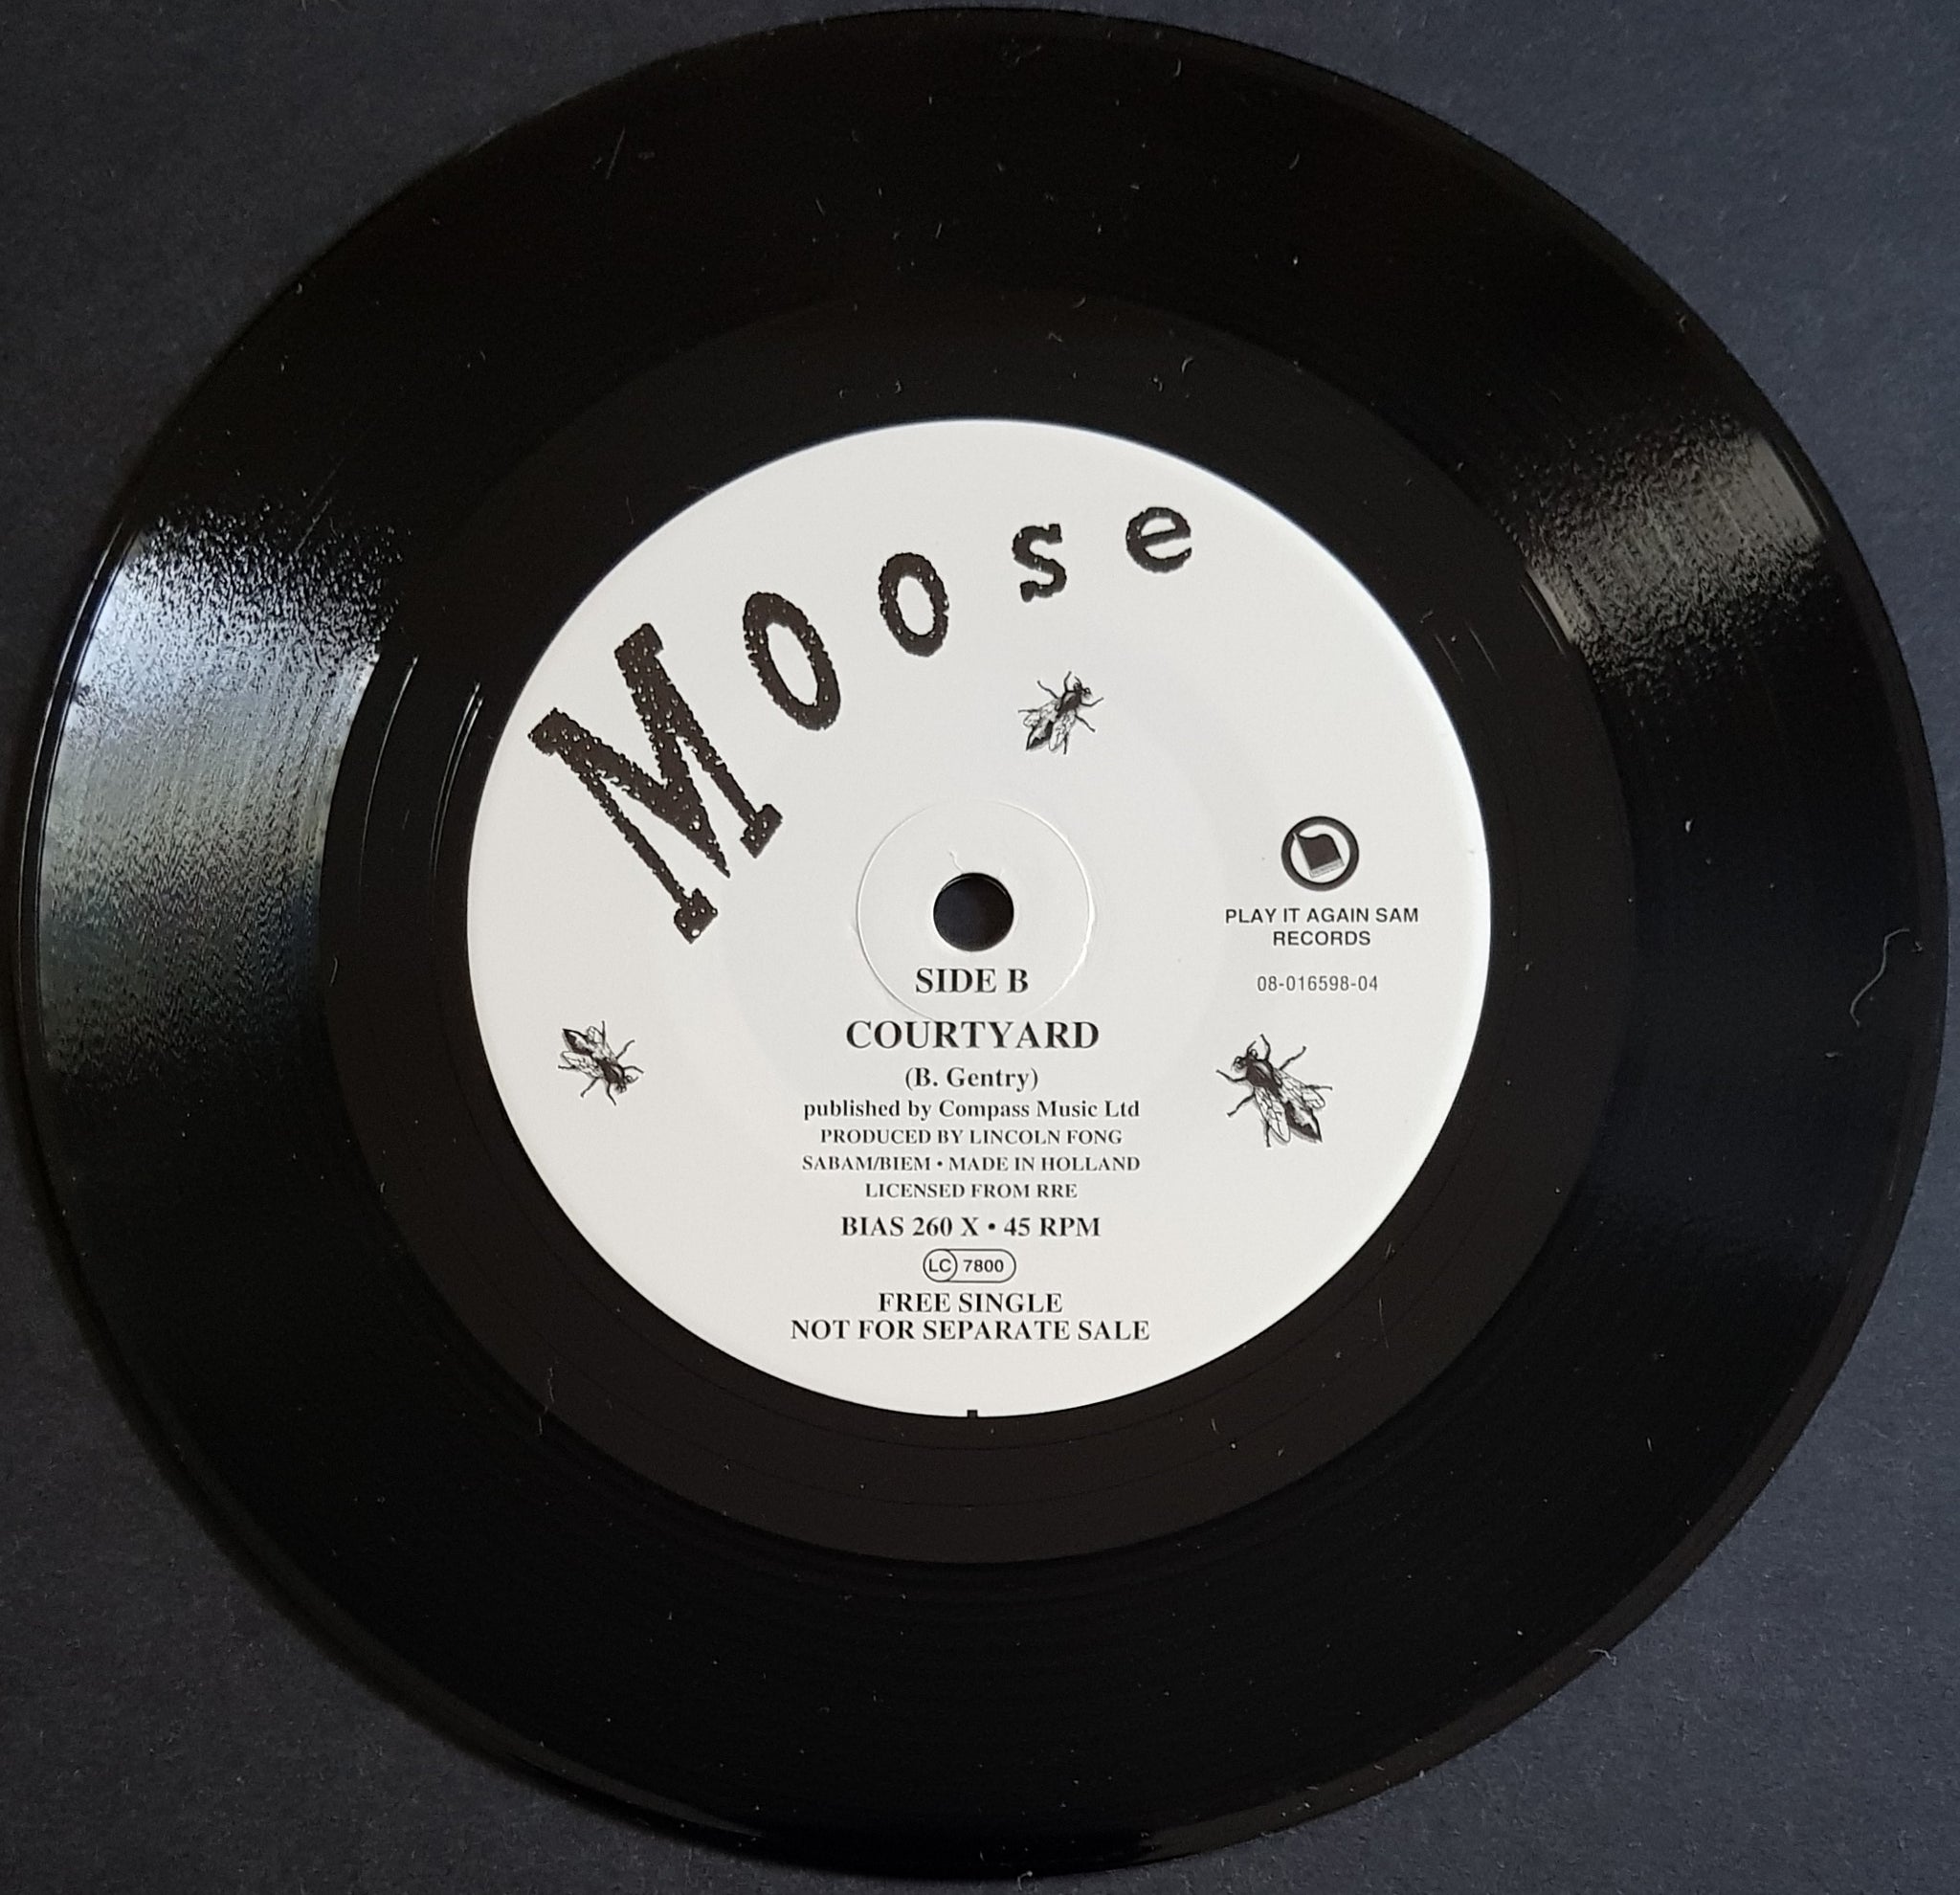 Moose
PLAY IT AGAIN SAM
RECORDS
08-016598-04
SIDE B
COURTYARD
(B. Gentry)
published by Compass Music Ltd
PRODUCED BY LINCOLN FONG
SABAM/BIEM • MADE IN HOLLAND
LICENSED FROM RRE
BIAS 260 X • 45 RPM
LC 7800
FREE SINGLE
NOT FOR SEPARATE SALE